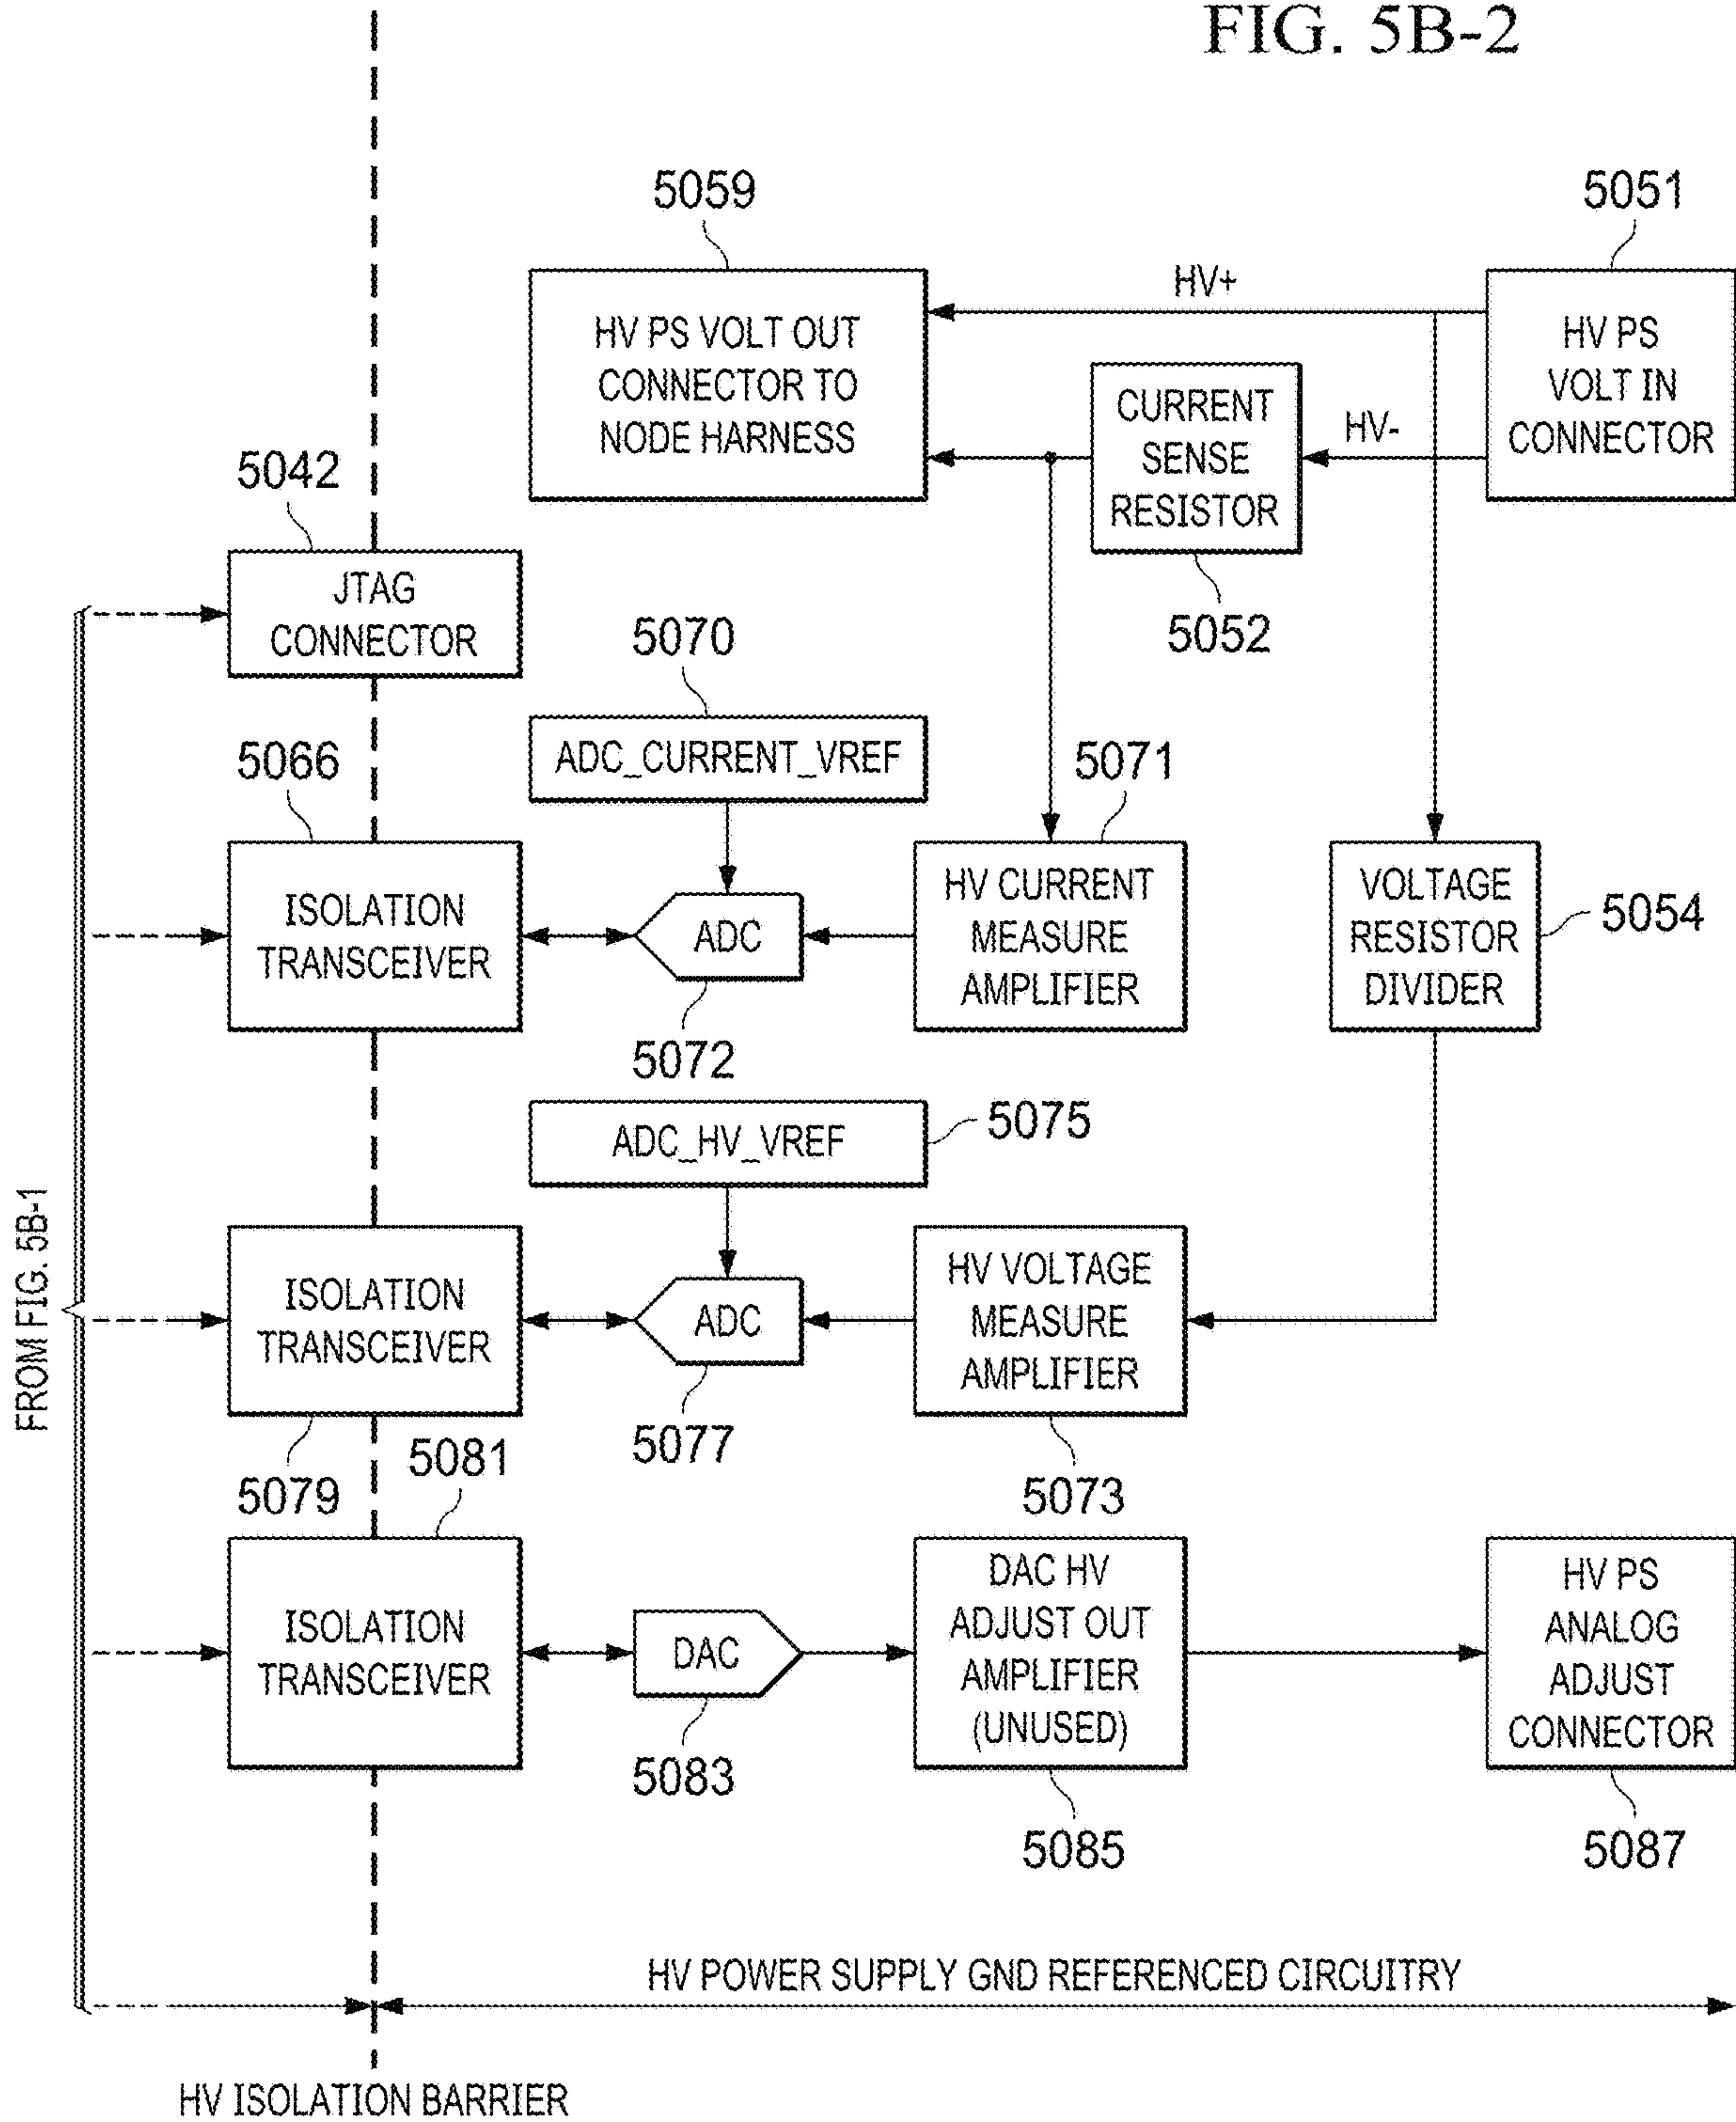 FIG. 5B-2
5059
5051
HV PS VOLT OUT
CONNECTOR TO
NODE HARNESS
HV+
HV PS
VOLT IN
CONNECTOR
CURRENT
SENSE
RESISTOR
HV-
5052
5042
JTAG
CONNECTOR
5070
ADC_CURRENT_VREF
5066
ISOLATION
TRANSCEIVER
ADC
5072
5071
HV CURRENT
MEASURE
AMPLIFIER
VOLTAGE
RESISTOR
DIVIDER
5054
ADC_HV_VREF
5075
FROM FIG. 5B-1
ISOLATION
TRANSCEIVER
5079
ADC
5077
HV VOLTAGE
MEASURE
AMPLIFIER
5073
5081
ISOLATION
TRANSCEIVER
DAC
5083
DAC HV
ADJUST OUT
AMPLIFIER
(UNUSED)
5085
HV PS
ANALOG
ADJUST
CONNECTOR
5087
HV POWER SUPPLY GND REFERENCED CIRCUITRY
HV ISOLATION BARRIER